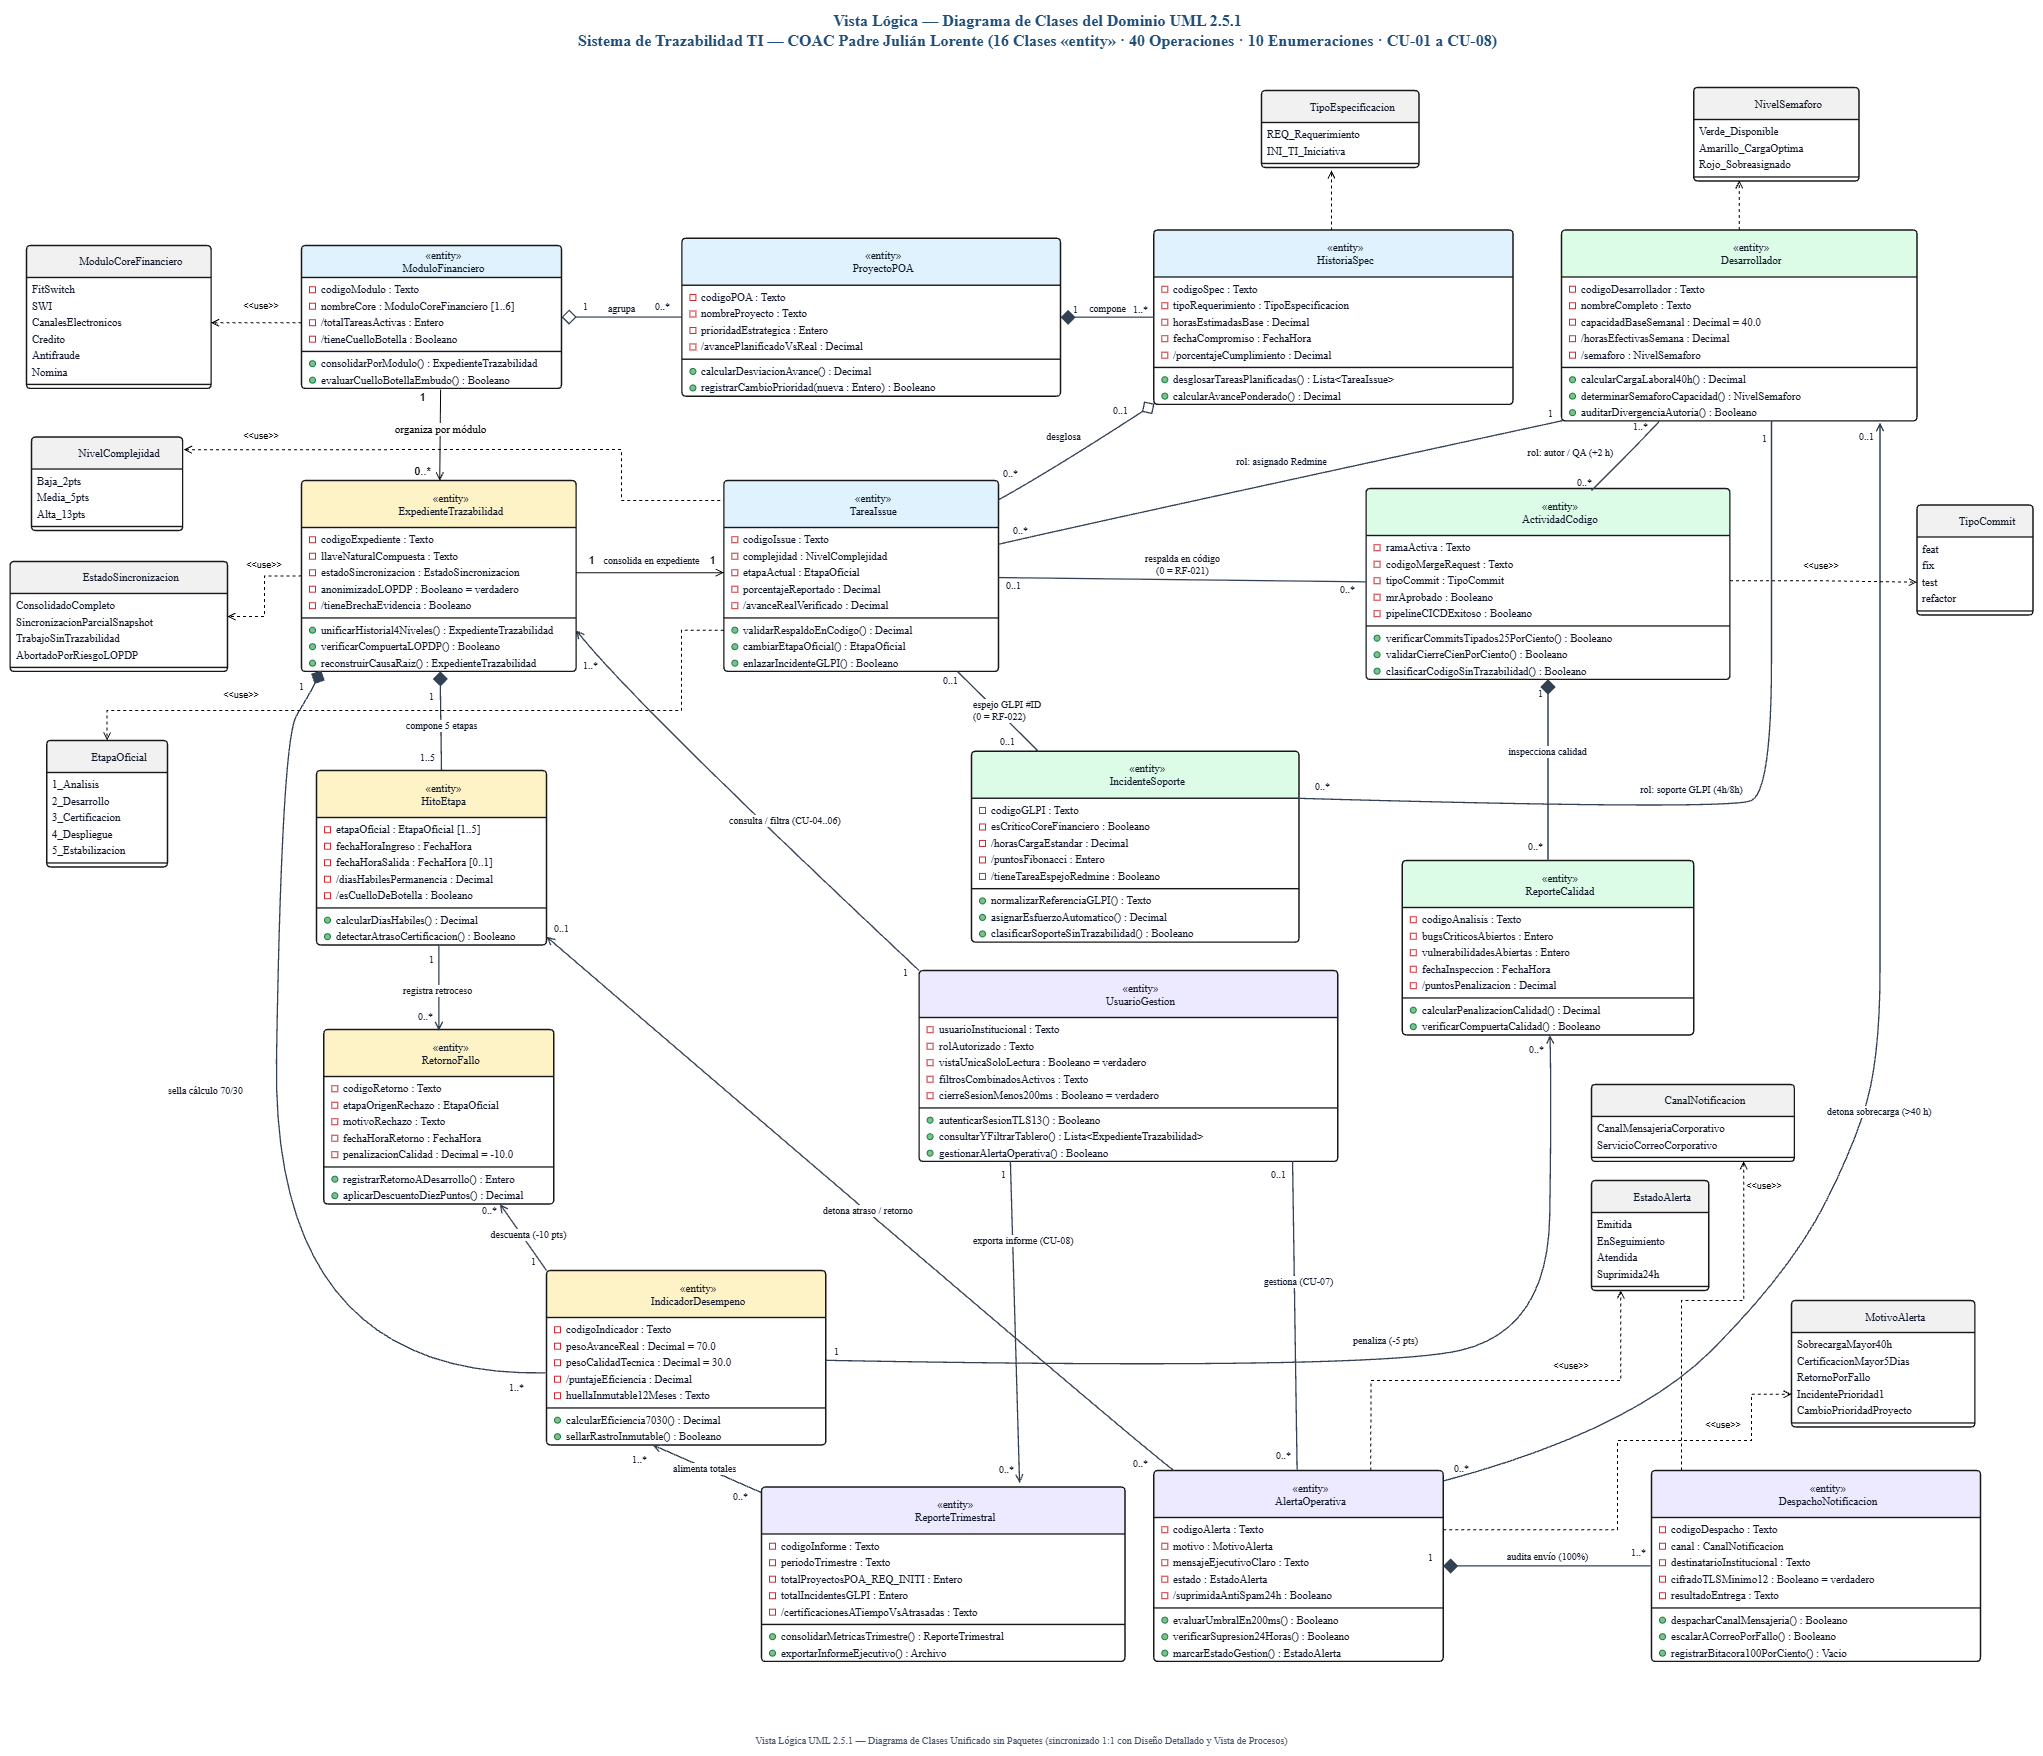 Vista Lógica — Diagrama de Clases del Dominio UML 2.5.1
Sistema de Trazabilidad TI — COAC Padre Julián Lorente (16 Clases «entity» · 40 Operaciones · 10 Enumeraciones · CU-01 a CU-08)
TipoEspecificacion
REQ_Requerimiento
INI_TI_Iniciativa
NivelSemaforo
Verde_Disponible
Amarillo_CargaOptima
Rojo_Sobreasignado
ModuloCoreFinanciero
FitSwitch
SWI
CanalesElectronicos
Credito
Antifraude
Nomina
<<use>>
«entity»
ModuloFinanciero
codigoModulo : Texto
nombreCore : ModuloCoreFinanciero [1..6]
/totalTareasActivas : Entero
/tieneCuelloBotella : Booleano
consolidarPorModulo() : ExpedienteTrazabilidad
evaluarCuelloBotellaEmbudo() : Booleano
1
agrupa
0..*
«entity»
ProyectoPOA
codigoPOA : Texto
nombreProyecto : Texto
prioridadEstrategica : Entero
/avancePlanificadoVsReal : Decimal
calcularDesviacionAvance() : Decimal
registrarCambioPrioridad(nueva : Entero) : Booleano
1
compone
1..*
«entity»
HistoriaSpec
codigoSpec : Texto
tipoRequerimiento : TipoEspecificacion
horasEstimadasBase : Decimal
fechaCompromiso : FechaHora
/porcentajeCumplimiento : Decimal
desglosarTareasPlanificadas() : Lista<TareaIssue>
calcularAvancePonderado() : Decimal
«entity»
Desarrollador
codigoDesarrollador : Texto
nombreCompleto : Texto
capacidadBaseSemanal : Decimal = 40.0
/horasEfectivasSemana : Decimal
/semaforo : NivelSemaforo
calcularCargaLaboral40h() : Decimal
determinarSemaforoCapacidad() : NivelSemaforo
auditarDivergenciaAutoria() : Booleano
1
organiza por módulo
0..*
<<use>>
NivelComplejidad
Baja_2pts
Media_5pts
Alta_13pts
0..1
desglosa
0..*
1
rol: asignado Redmine
0..*
1..*
rol: autor / QA (+2 h)
0..*
1
0..1
«entity»
ExpedienteTrazabilidad
codigoExpediente : Texto
llaveNaturalCompuesta : Texto
estadoSincronizacion : EstadoSincronizacion
anonimizadoLOPDP : Booleano = verdadero
/tieneBrechaEvidencia : Booleano
unificarHistorial4Niveles() : ExpedienteTrazabilidad
verificarCompuertaLOPDP() : Booleano
reconstruirCausaRaiz() : ExpedienteTrazabilidad
1
consolida en expediente
1
«entity»
TareaIssue
codigoIssue : Texto
complejidad : NivelComplejidad
etapaActual : EtapaOficial
porcentajeReportado : Decimal
/avanceRealVerificado : Decimal
validarRespaldoEnCodigo() : Decimal
cambiarEtapaOficial() : EtapaOficial
enlazarIncidenteGLPI() : Booleano
0..1
respalda en código
(0 = RF-021)
0..*
«entity»
ActividadCodigo
ramaActiva : Texto
codigoMergeRequest : Texto
tipoCommit : TipoCommit
mrAprobado : Booleano
pipelineCICDExitoso : Booleano
verificarCommitsTipados25PorCiento() : Booleano
validarCierreCienPorCiento() : Booleano
clasificarCodigoSinTrazabilidad() : Booleano
<<use>>
TipoCommit
feat
fix
test
refactor
EstadoSincronizacion
ConsolidadoCompleto
SincronizacionParcialSnapshot
TrabajoSinTrazabilidad
AbortadoPorRiesgoLOPDP
<<use>>
<<use>>
EtapaOficial
1_Analisis
2_Desarrollo
3_Certificacion
4_Despliegue
5_Estabilizacion
1
1
compone 5 etapas
1..5
1..*
0..1
espejo GLPI #ID
(0 = RF-022)
0..1
1
inspecciona calidad
0..*
«entity»
HitoEtapa
etapaOficial : EtapaOficial [1..5]
fechaHoraIngreso : FechaHora
fechaHoraSalida : FechaHora [0..1]
/diasHabilesPermanencia : Decimal
/esCuelloDeBotella : Booleano
calcularDiasHabiles() : Decimal
detectarAtrasoCertificacion() : Booleano
0..1
consulta / filtra (CU-04..06)
1
«entity»
IncidenteSoporte
codigoGLPI : Texto
esCriticoCoreFinanciero : Booleano
/horasCargaEstandar : Decimal
/puntosFibonacci : Entero
/tieneTareaEspejoRedmine : Booleano
normalizarReferenciaGLPI() : Texto
asignarEsfuerzoAutomatico() : Decimal
clasificarSoporteSinTrazabilidad() : Booleano
0..*
rol: soporte GLPI (4h/8h)
«entity»
ReporteCalidad
codigoAnalisis : Texto
bugsCriticosAbiertos : Entero
vulnerabilidadesAbiertas : Entero
fechaInspeccion : FechaHora
/puntosPenalizacion : Decimal
calcularPenalizacionCalidad() : Decimal
verificarCompuertaCalidad() : Booleano
0..*
1
registra retroceso
0..*
«entity»
RetornoFallo
codigoRetorno : Texto
etapaOrigenRechazo : EtapaOficial
motivoRechazo : Texto
fechaHoraRetorno : FechaHora
penalizacionCalidad : Decimal = -10.0
registrarRetornoADesarrollo() : Entero
aplicarDescuentoDiezPuntos() : Decimal
sella cálculo 70/30
«entity»
UsuarioGestion
usuarioInstitucional : Texto
rolAutorizado : Texto
vistaUnicaSoloLectura : Booleano = verdadero
filtrosCombinadosActivos : Texto
cierreSesionMenos200ms : Booleano = verdadero
autenticarSesionTLS13() : Booleano
consultarYFiltrarTablero() : Lista<ExpedienteTrazabilidad>
gestionarAlertaOperativa() : Booleano
CanalNotificacion
CanalMensajeriaCorporativo
ServicioCorreoCorporativo
detona sobrecarga (>40 h)
<<use>>
EstadoAlerta
Emitida
EnSeguimiento
Atendida
Suprimida24h
0..*
descuenta (-10 pts)
1
detona atraso / retorno
1
exporta informe (CU-08)
0..*
0..1
gestiona (CU-07)
0..*
«entity»
IndicadorDesempeno
codigoIndicador : Texto
pesoAvanceReal : Decimal = 70.0
pesoCalidadTecnica : Decimal = 30.0
/puntajeEficiencia : Decimal
huellaInmutable12Meses : Texto
calcularEficiencia7030() : Decimal
sellarRastroInmutable() : Booleano
1..*
1
penaliza (-5 pts)
<<use>>
MotivoAlerta
SobrecargaMayor40h
CertificacionMayor5Dias
RetornoPorFallo
IncidentePrioridad1
CambioPrioridadProyecto
<<use>>
1..*
alimenta totales
0..*
0..*
0..*
«entity»
ReporteTrimestral
codigoInforme : Texto
periodoTrimestre : Texto
totalProyectosPOA_REQ_INITI : Entero
totalIncidentesGLPI : Entero
/certificacionesATiempoVsAtrasadas : Texto
consolidarMetricasTrimestre() : ReporteTrimestral
exportarInformeEjecutivo() : Archivo
«entity»
AlertaOperativa
codigoAlerta : Texto
motivo : MotivoAlerta
mensajeEjecutivoClaro : Texto
estado : EstadoAlerta
/suprimidaAntiSpam24h : Booleano
evaluarUmbralEn200ms() : Booleano
verificarSupresion24Horas() : Booleano
marcarEstadoGestion() : EstadoAlerta
1
audita envío (100%)
1..*
«entity»
DespachoNotificacion
codigoDespacho : Texto
canal : CanalNotificacion
destinatarioInstitucional : Texto
cifradoTLSMinimo12 : Booleano = verdadero
resultadoEntrega : Texto
despacharCanalMensajeria() : Booleano
escalarACorreoPorFallo() : Booleano
registrarBitacora100PorCiento() : Vacio
Vista Lógica UML 2.5.1 — Diagrama de Clases Unificado sin Paquetes (sincronizado 1:1 con Diseño Detallado y Vista de Procesos)